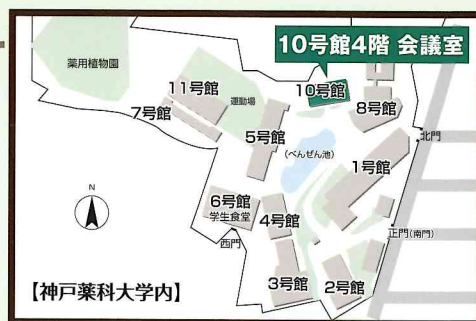 10号館4階 会議室
薬用植物園
11号館
運動場
10号館
8号館
7号館
5号館
(べんぜん池)
北門
1号館
N
6号館
学生食堂
4号館
西門
正門(南門)
3号館
2号館
【神戸薬科大学内】